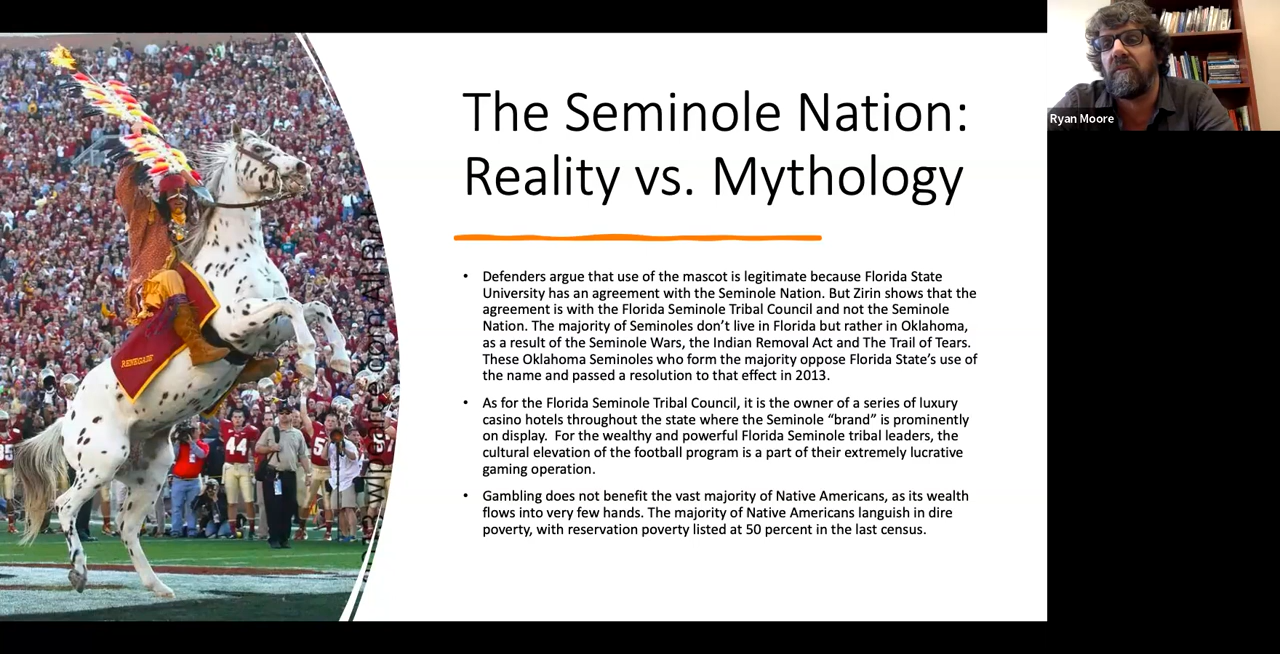 The Seminole Nation:
Reality vs. Mythology
• Defenders argue that use of the mascot is legitimate because Florida State
University has an agreement with the Seminole Nation. But Zirin shows that the
agreement is with the Florida Seminole Tribal Council and not the Seminole
Nation. The majority of Seminoles don’t live in Florida but rather in Oklahoma,
as a result of the Seminole Wars, the Indian Removal Act and The Trail of Tears.
These Oklahoma Seminoles who form the majority oppose Florida State’s use of
the name and passed a resolution to that effect in 2013.
• As for the Florida Seminole Tribal Council, it is the owner of a series of luxury
casino hotels throughout the state where the Seminole “brand” is prominently
on display.  For the wealthy and powerful Florida Seminole tribal leaders, the
cultural elevation of the football program is a part of their extremely lucrative
gaming operation.
• Gambling does not benefit the vast majority of Native Americans, as its wealth
flows into very few hands. The majority of Native Americans languish in dire
poverty, with reservation poverty listed at 50 percent in the last census.
RENEGADE
44
Ryan Moore